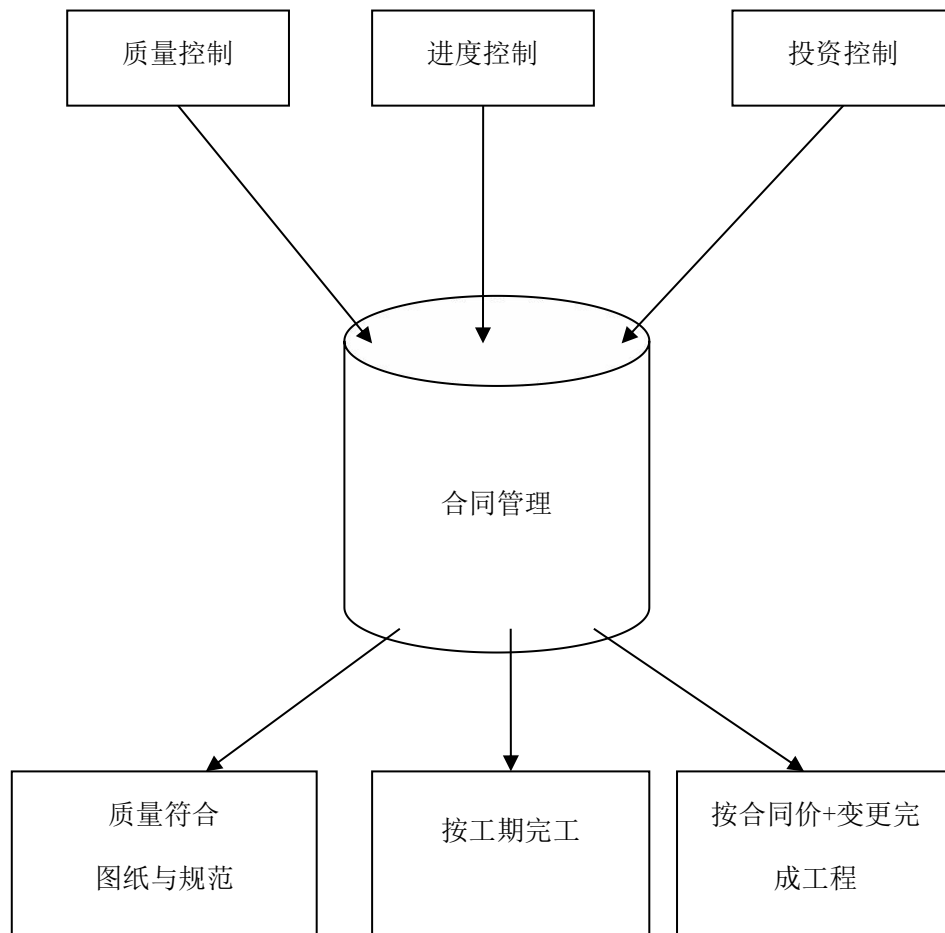 质量控制
进度控制
投资控制
合同管理
质量符合
图纸与规范
按工期完工
按合同价+变更完
成工程